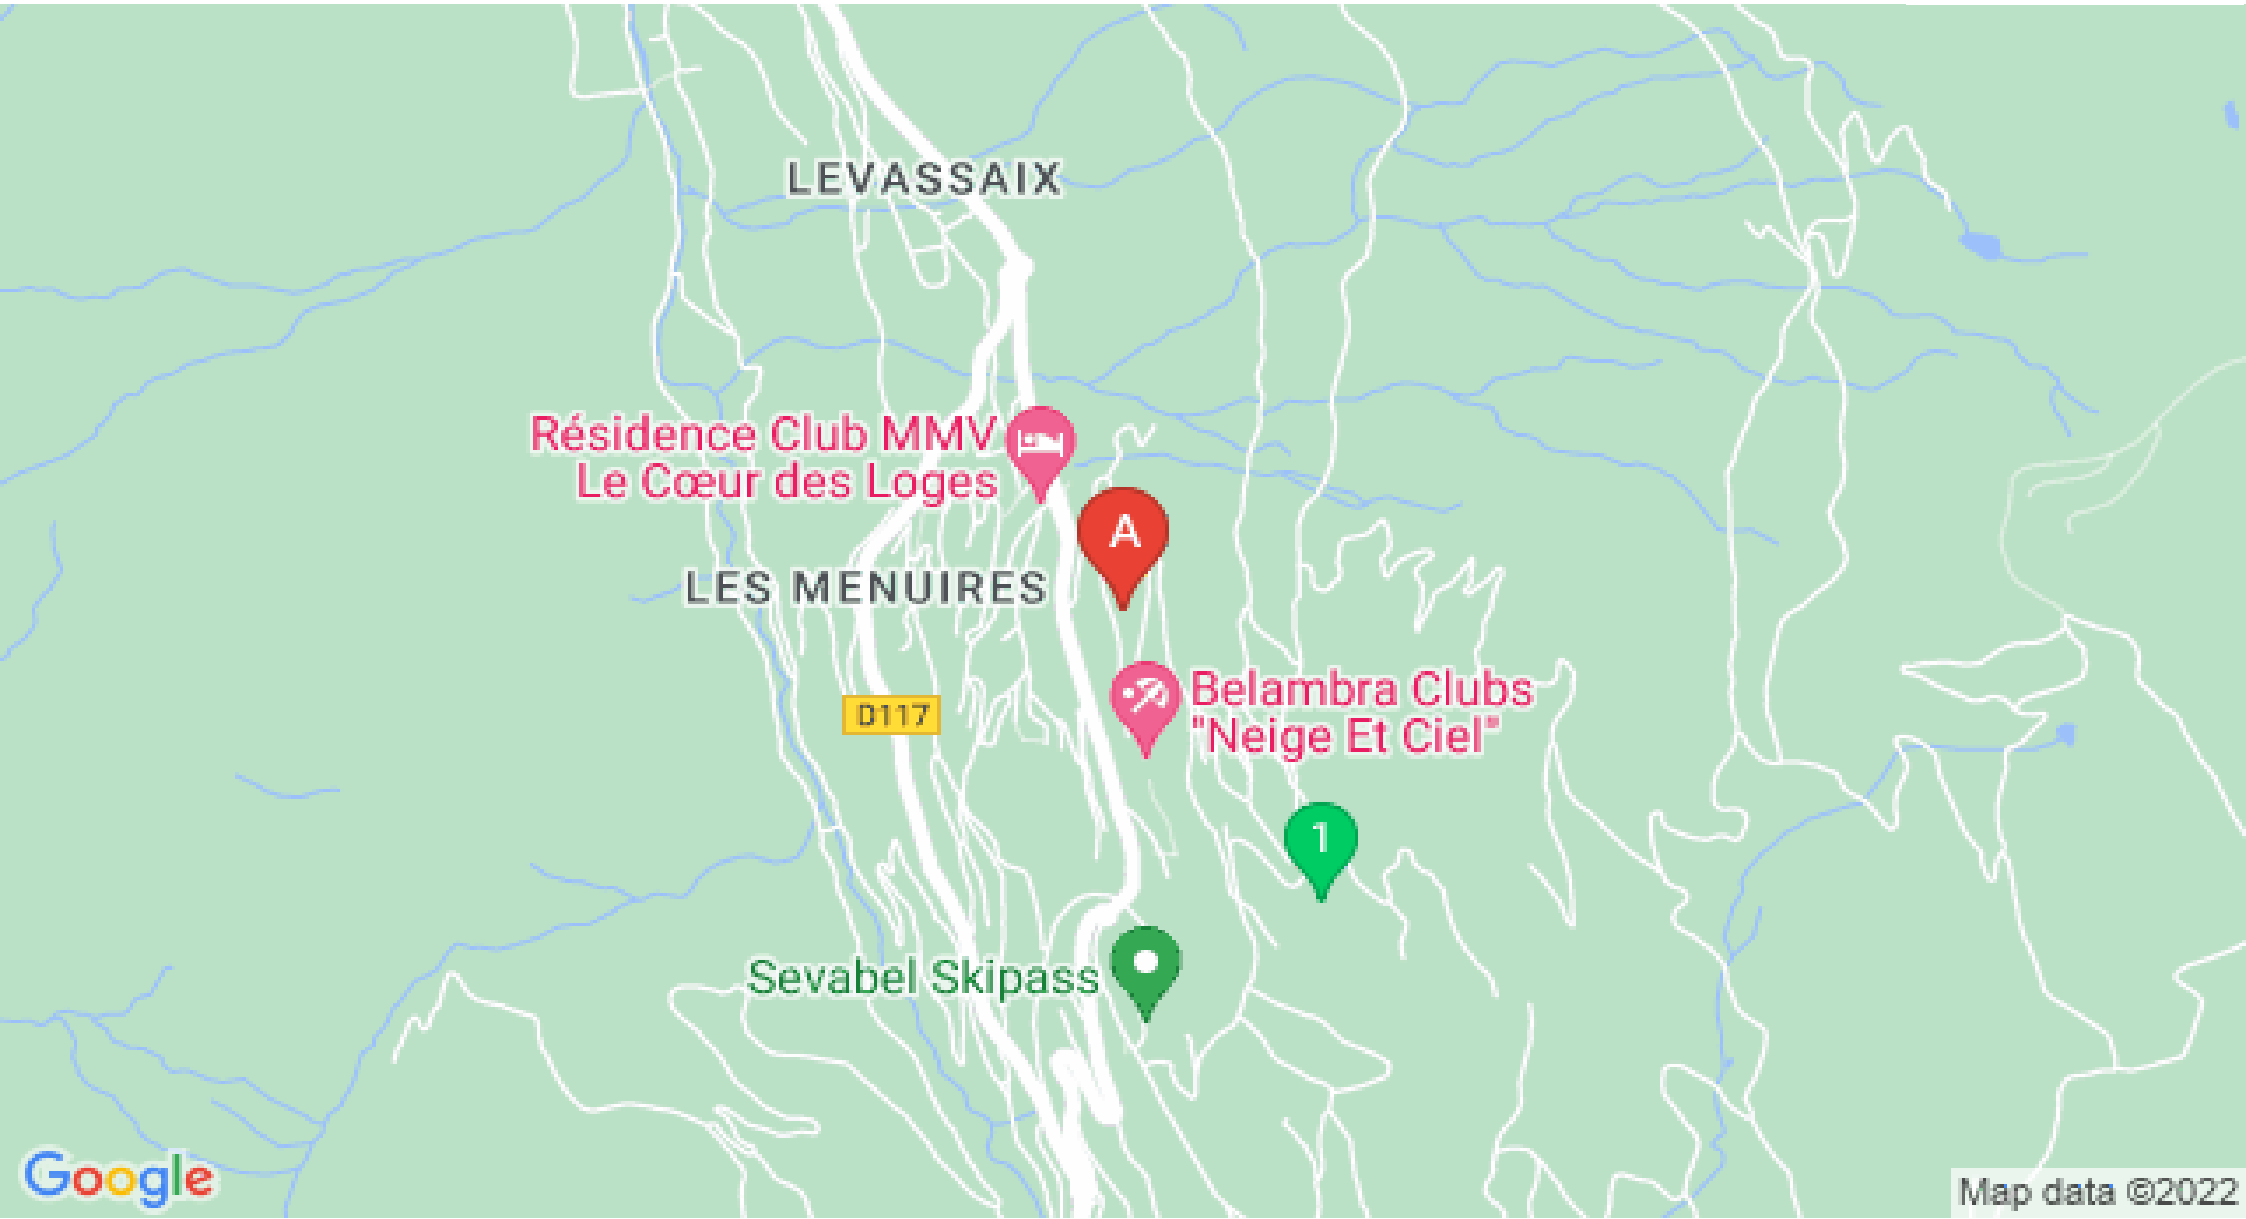 LEVASSAIX
Résidence Club MMV
Le Cœur des Loges
A
LES MENUIRES
Belambra Clubs
"Neige Et Ciel"
D117
1
Sevabel Skipass
Google
Map data ©2022